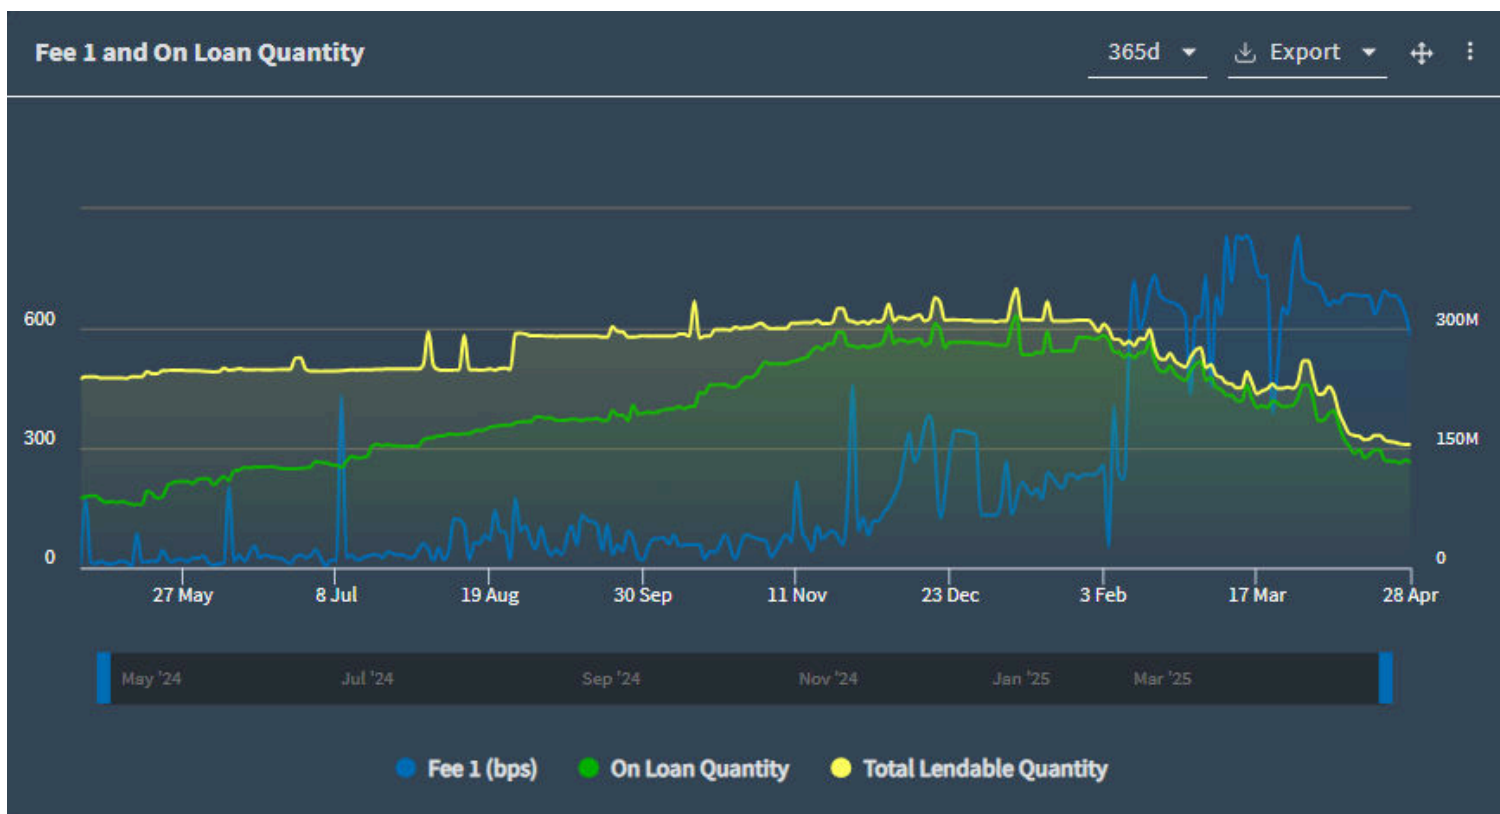 Fee 1 and On Loan Quantity
365d
Export
600
300
0
300M
150M
0
27 May
8 Jul
19 Aug
30 Sep
11 Nov
23 Dec
3 Feb
17 Mar
28 Apr
May '24
Jul '24
Sep '24
Nov '24
Jan '25
Mar '25
Fee 1 (bps)
On Loan Quantity
Total Lendable Quantity